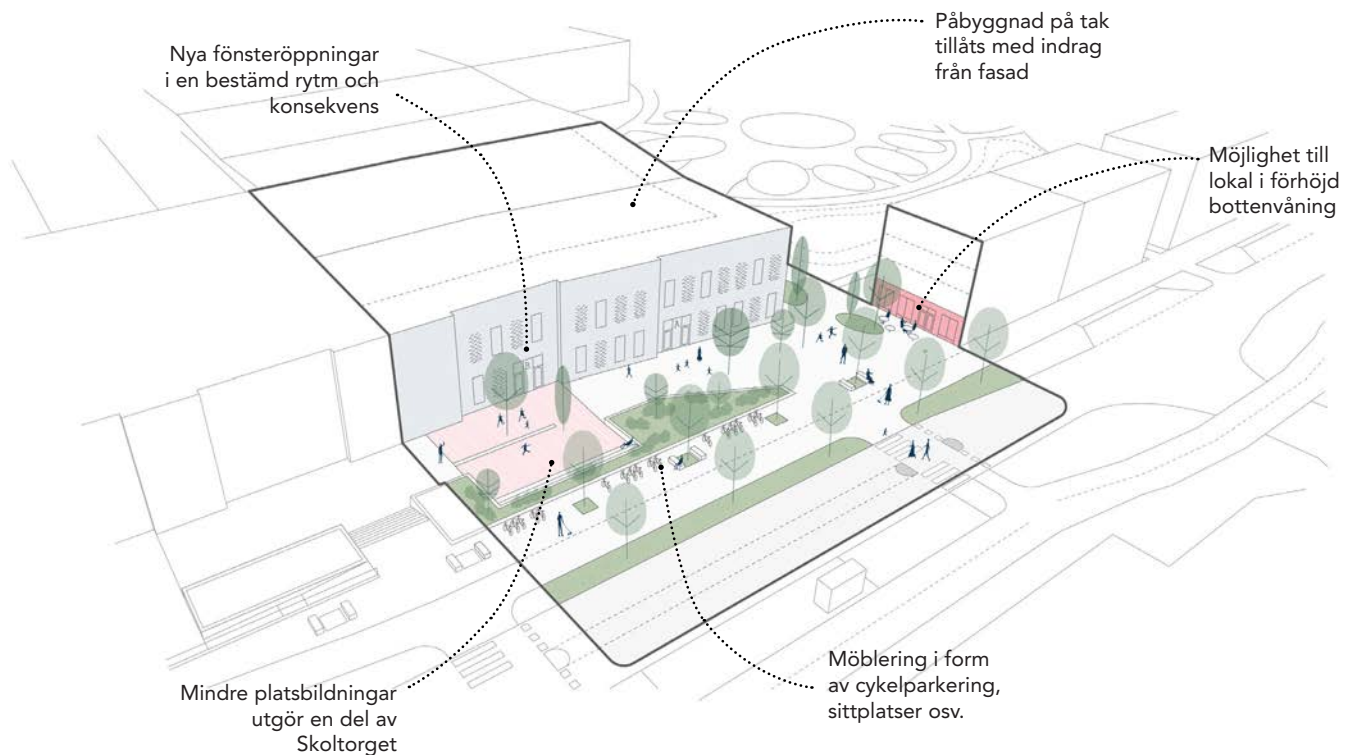 Nya fönsteröppningar
i en bestämd rytm och
konsekvens
Påbyggnad på tak
tillåts med indrag
från fasad
Möjlighet till
lokal i förhöjd
bottenvåning
Mindre platsbildningar
utgör en del av
Skoltorget
Möblering i form
av cykelparkering,
sittplatser osv.